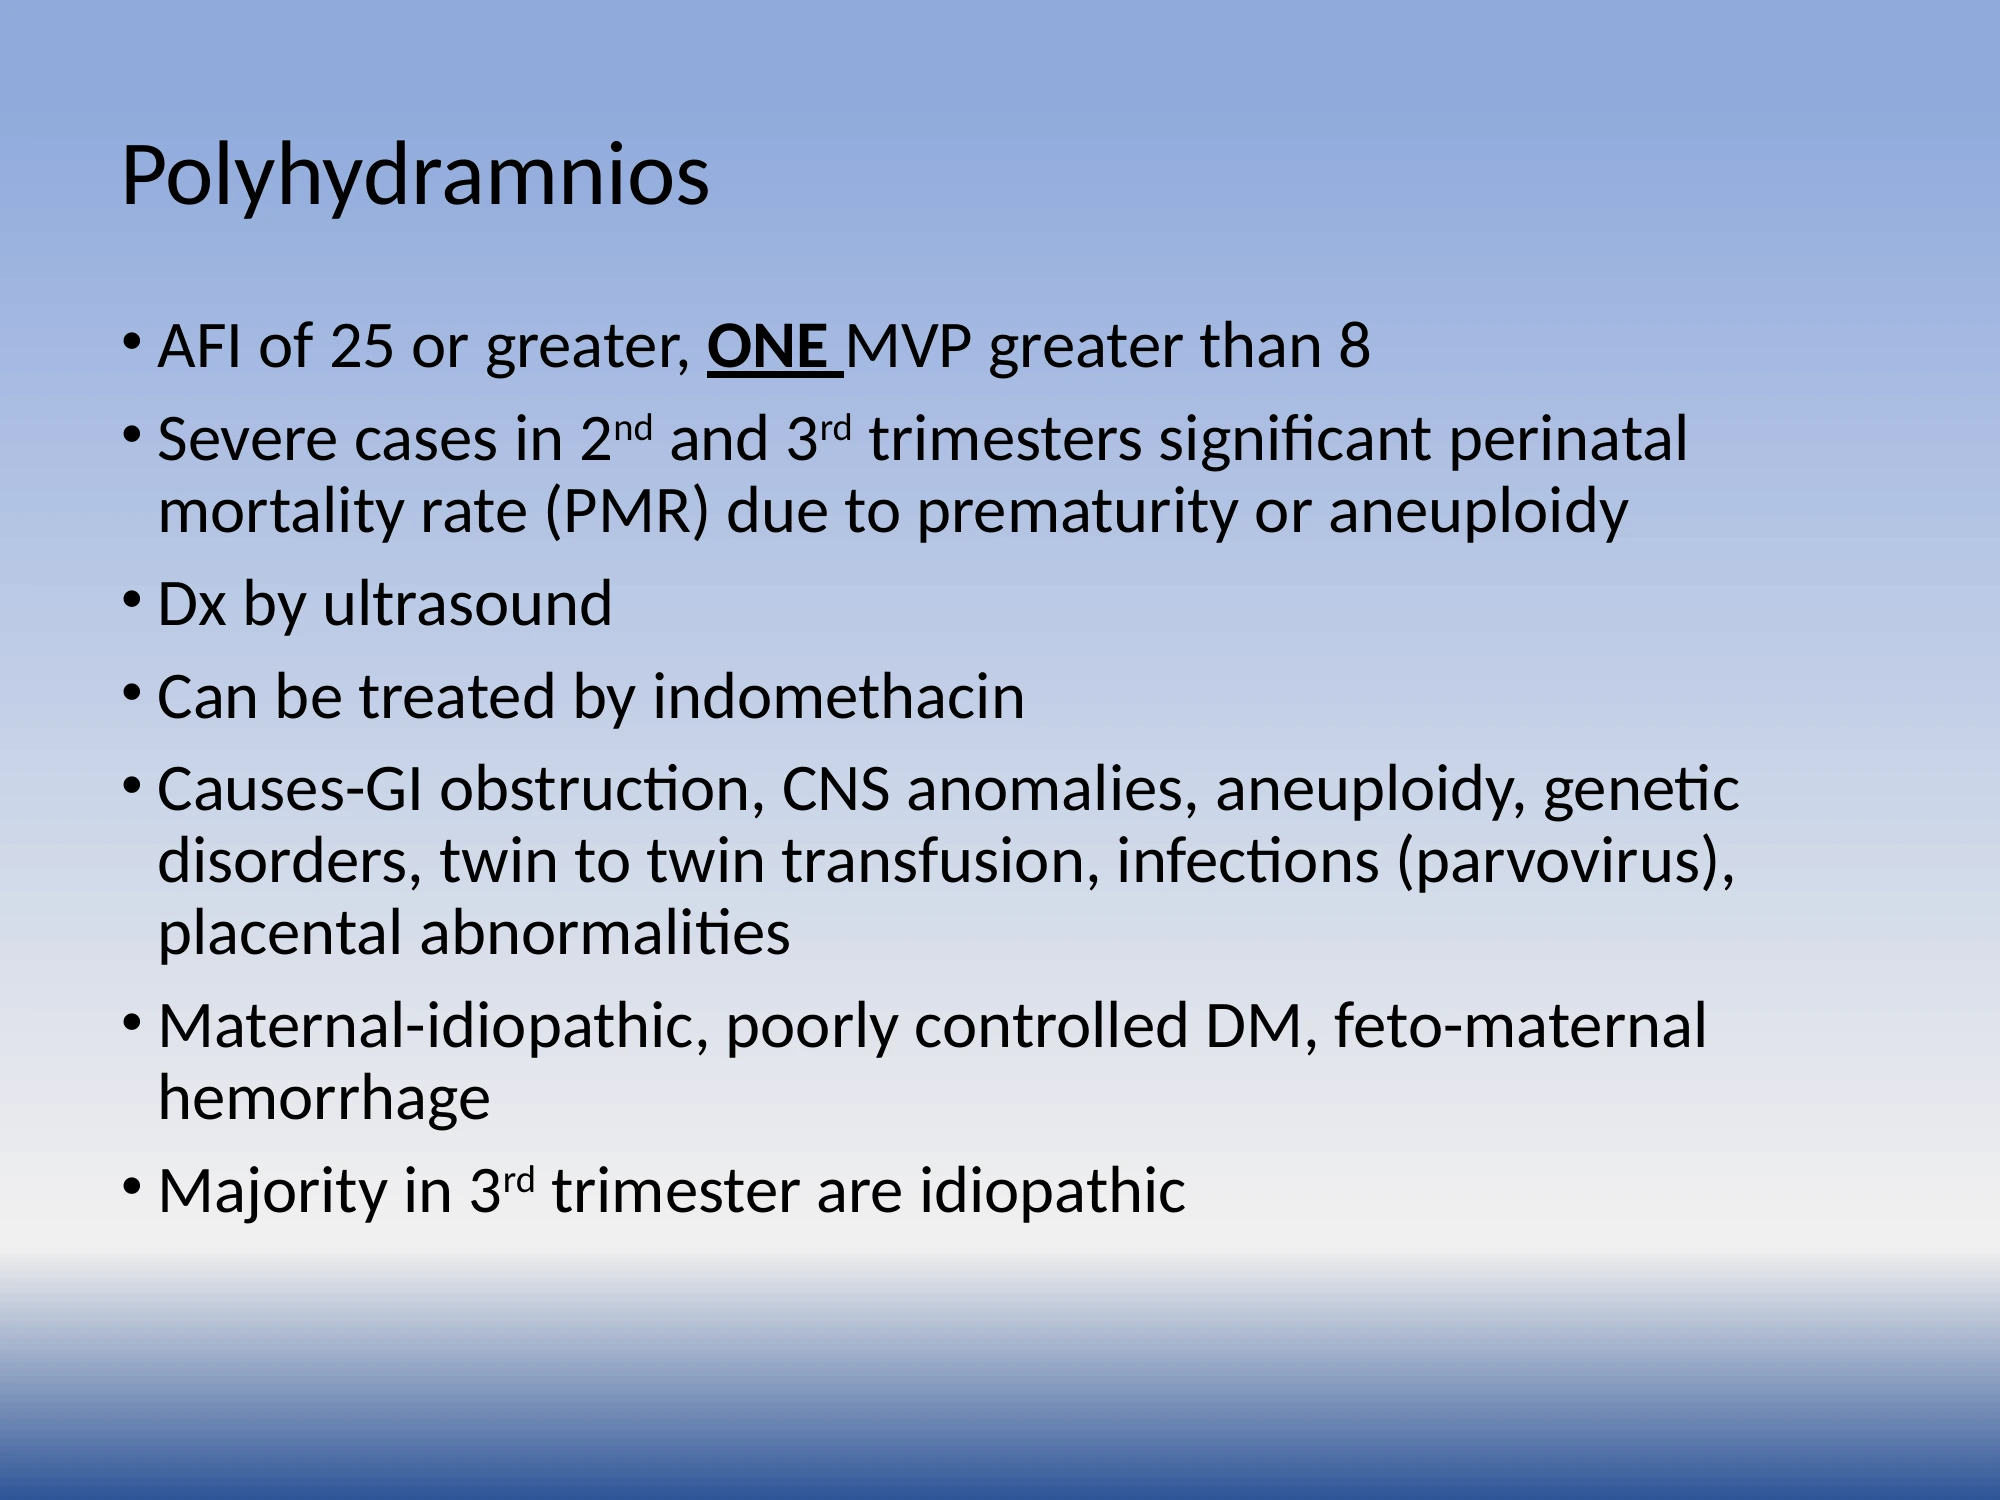 Polyhydramnios
• AFI of 25 or greater, ONE MVP greater than 8
• Severe cases in 2nd and 3rd trimesters significant perinatal
mortality rate (PMR) due to prematurity or aneuploidy
• Dx by ultrasound
• Can be treated by indomethacin
• Causes-GI obstruction, CNS anomalies, aneuploidy, genetic
disorders, twin to twin transfusion, infections (parvovirus),
placental abnormalities
• Maternal-idiopathic, poorly controlled DM, feto-maternal
hemorrhage
• Majority in 3rd trimester are idiopathic